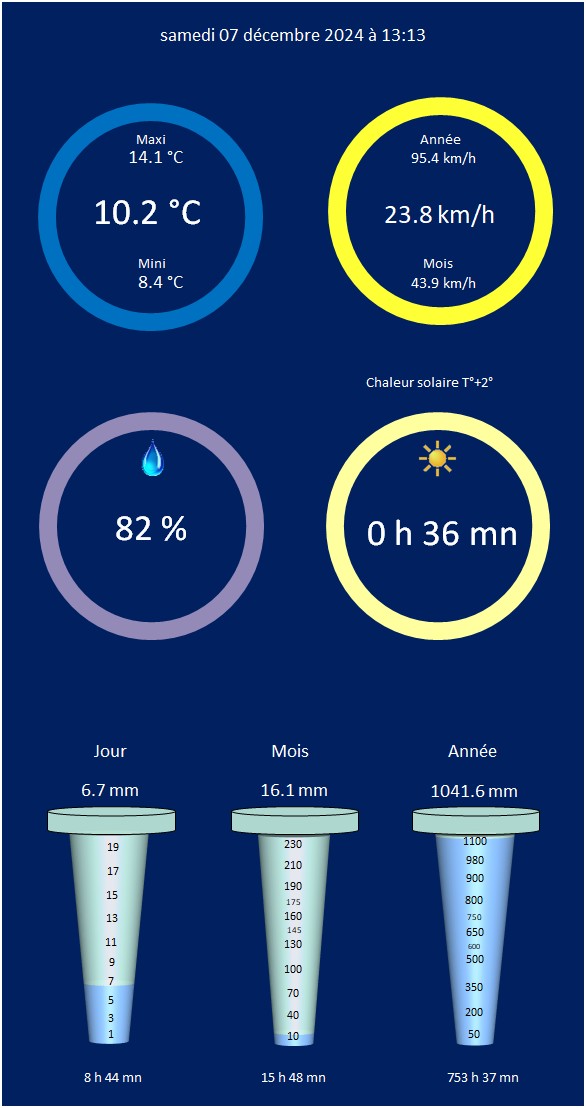 samedi 07 décembre 2024 à 13:13
Maxi
14.1 °C
10.2 °C
Mini
8.4 °C
Année
95.4 km/h
23.8 km/h
Mois
43.9 km/h
Chaleur solaire T°+2°
82 %
0 h 36 mn
Jour
6.7 mm
19
17
15
13
11
9
7
5
3
1
8 h 44 mn
Mois
16.1 mm
230
210
190
175
160
145
130
100
70
40
10
15 h 48 mn
Année
1041.6 mm
1100
980
900
800
750
650
600
500
350
200
50
753 h 37 mn